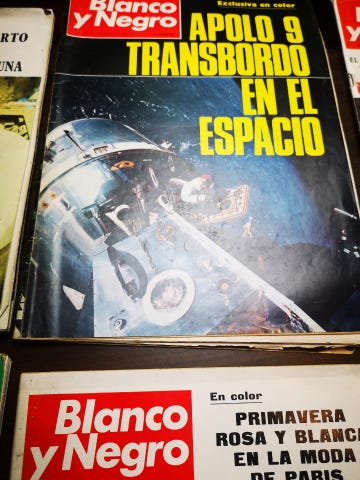 Blanco
y Negro
Exclusiva en color
APOLO 9
TRANSBORDO
EN EL
ESPACIO
RTO
UNA
EL
Blanco
y Negro
En color
PRIMAVERA
ROSA Y BLANCA
EN LA MODA
DE PARIS